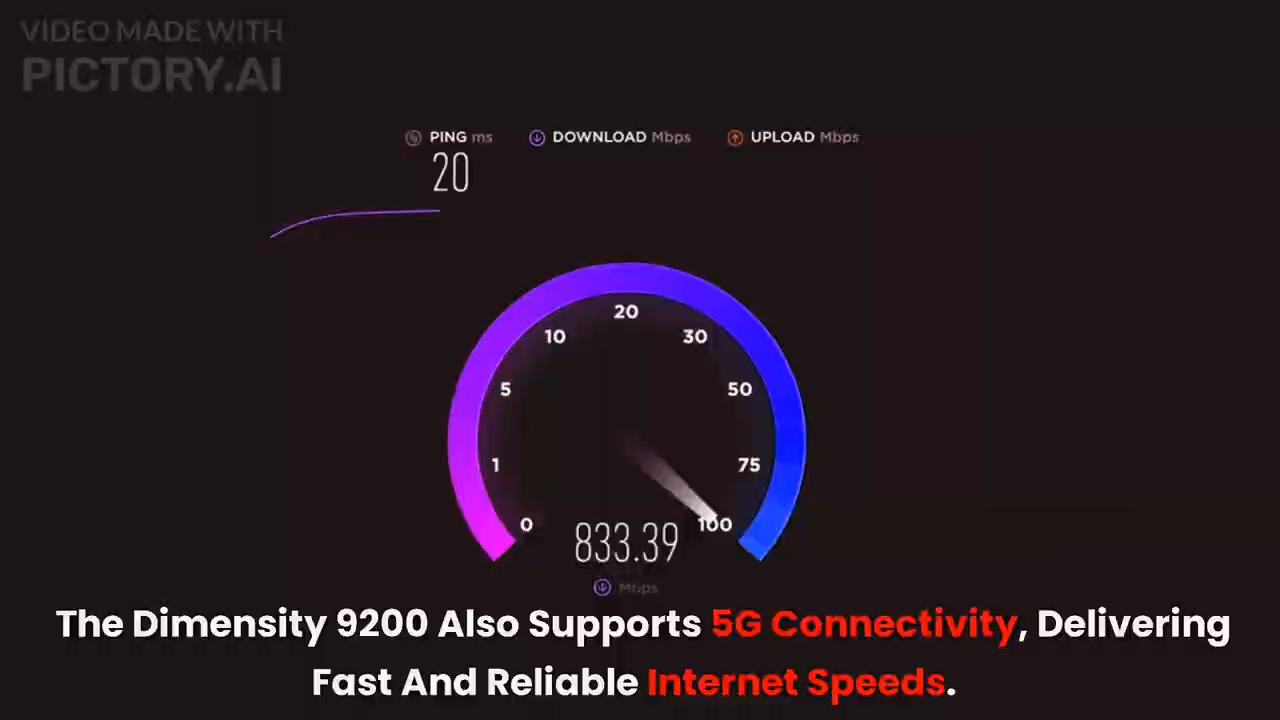 VIDEO MADE WITH
PICTORY.AI
PING ms DOWNLOAD Mbps UPLOAD Mbps
20
20
10 30
5 50
1 75
0 100
833.39
Mbps
The Dimensity 9200 Also Supports 5G Connectivity, Delivering
Fast And Reliable Internet Speeds.